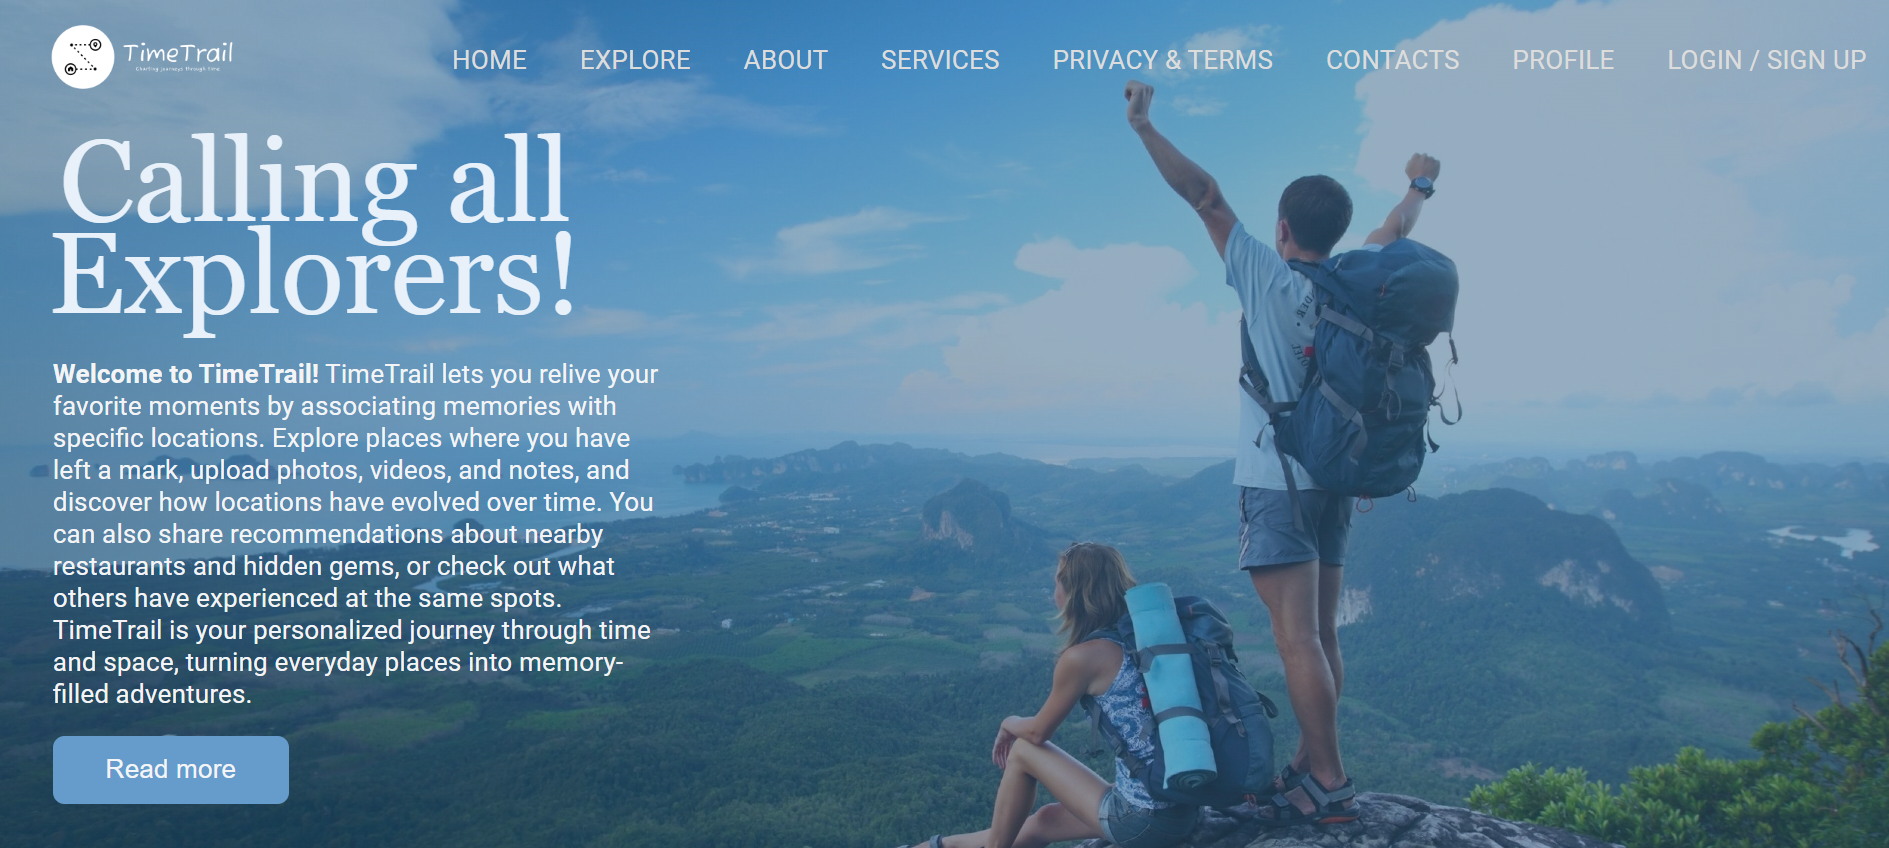 TimeTrail
Charting journeys through time
HOME EXPLORE ABOUT SERVICES PRIVACY & TERMS CONTACTS PROFILE LOGIN / SIGN UP
Calling all
Explorers!
Welcome to TimeTrail! TimeTrail lets you relive your
favorite moments by associating memories with
specific locations. Explore places where you have
left a mark, upload photos, videos, and notes, and
discover how locations have evolved over time. You
can also share recommendations about nearby
restaurants and hidden gems, or check out what
others have experienced at the same spots.
TimeTrail is your personalized journey through time
and space, turning everyday places into memory-
filled adventures.
Read more